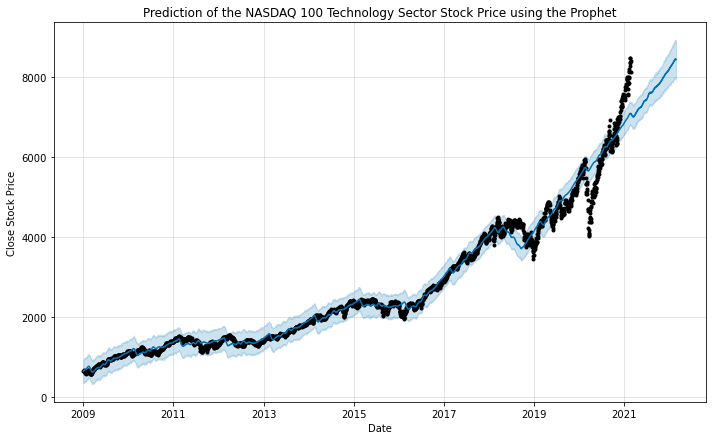 Prediction of the NASDAQ 100 Technology Sector Stock Price using the Prophet
Close Stock Price
8000
6000
4000
2000
0
2009 2011 2013 2015 2017 2019 2021
Date